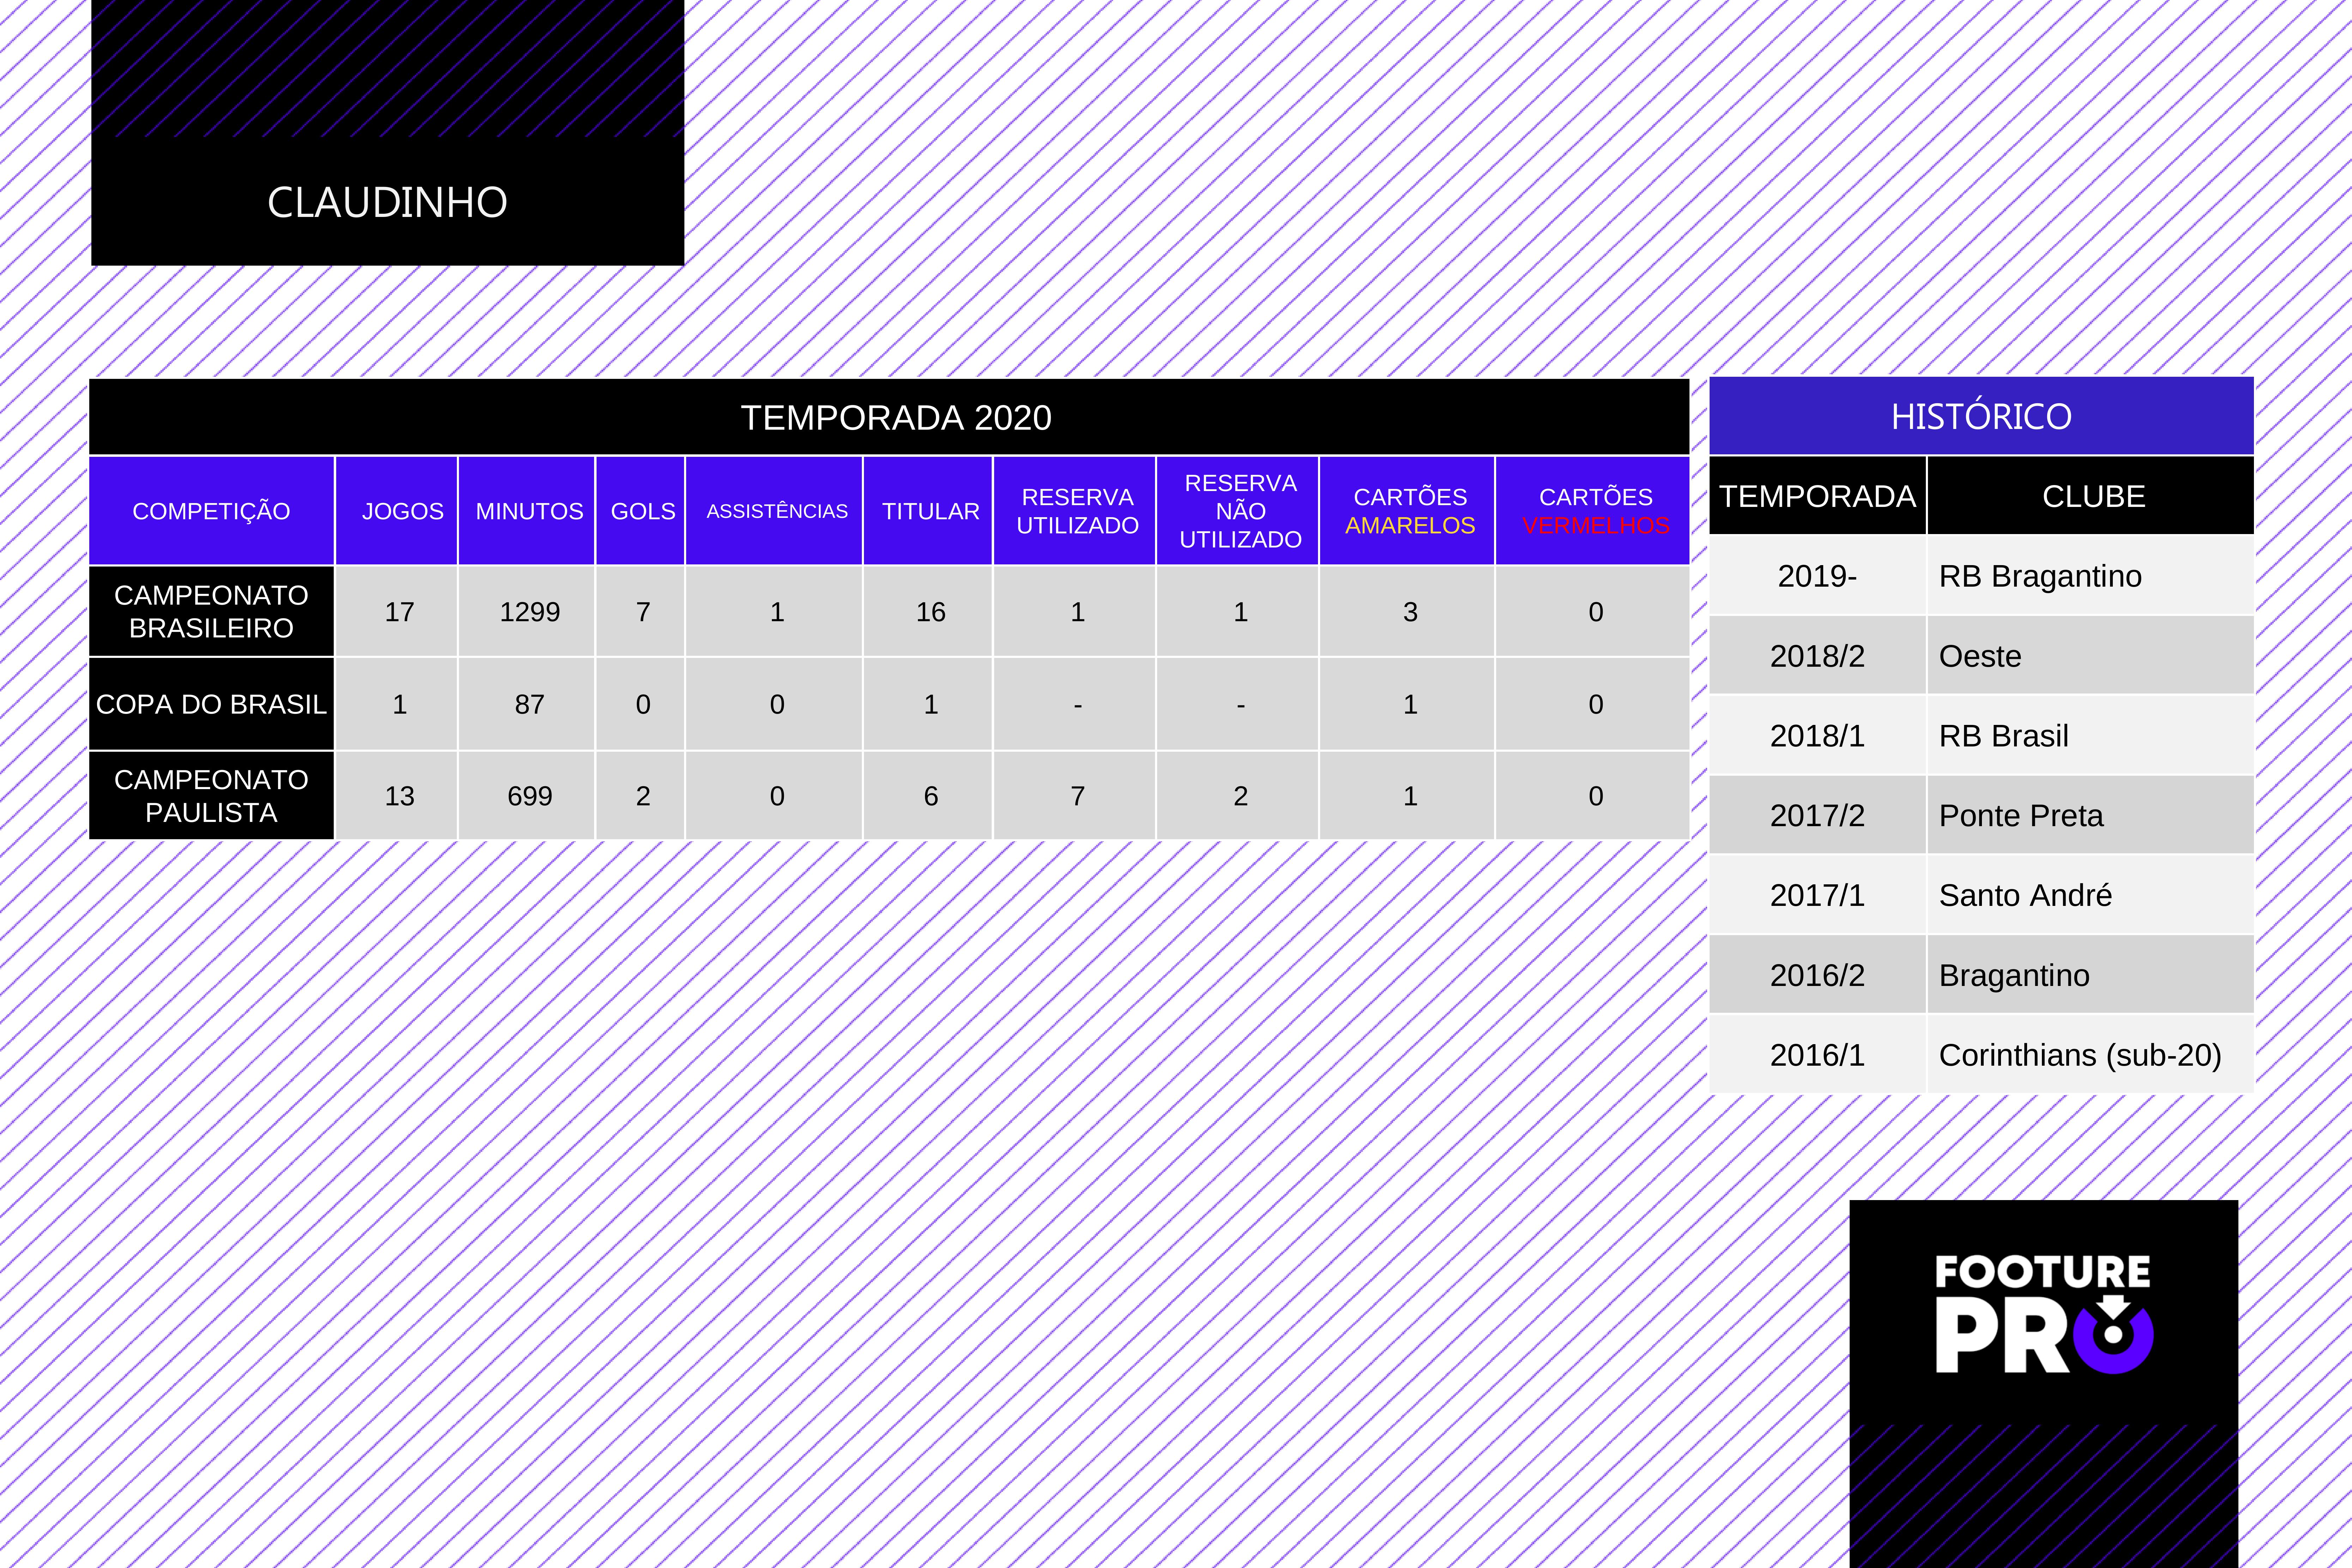 CLAUDINHO
TEMPORADA 2020
COMPETIÇÃO JOGOS MINUTOS GOLS ASSISTÊNCIAS TITULAR RESERVA UTILIZADO RESERVA NÃO UTILIZADO CARTÕES AMARELOS CARTÕES VERMELHOS
CAMPEONATO BRASILEIRO 17 1299 7 1 16 1 1 3 0
COPA DO BRASIL 1 87 0 0 1 - - 1 0
CAMPEONATO PAULISTA 13 699 2 0 6 7 2 1 0
HISTÓRICO
TEMPORADA CLUBE
2019- RB Bragantino
2018/2 Oeste
2018/1 RB Brasil
2017/2 Ponte Preta
2017/1 Santo André
2016/2 Bragantino
2016/1 Corinthians (sub-20)
FOOTURE
PRO